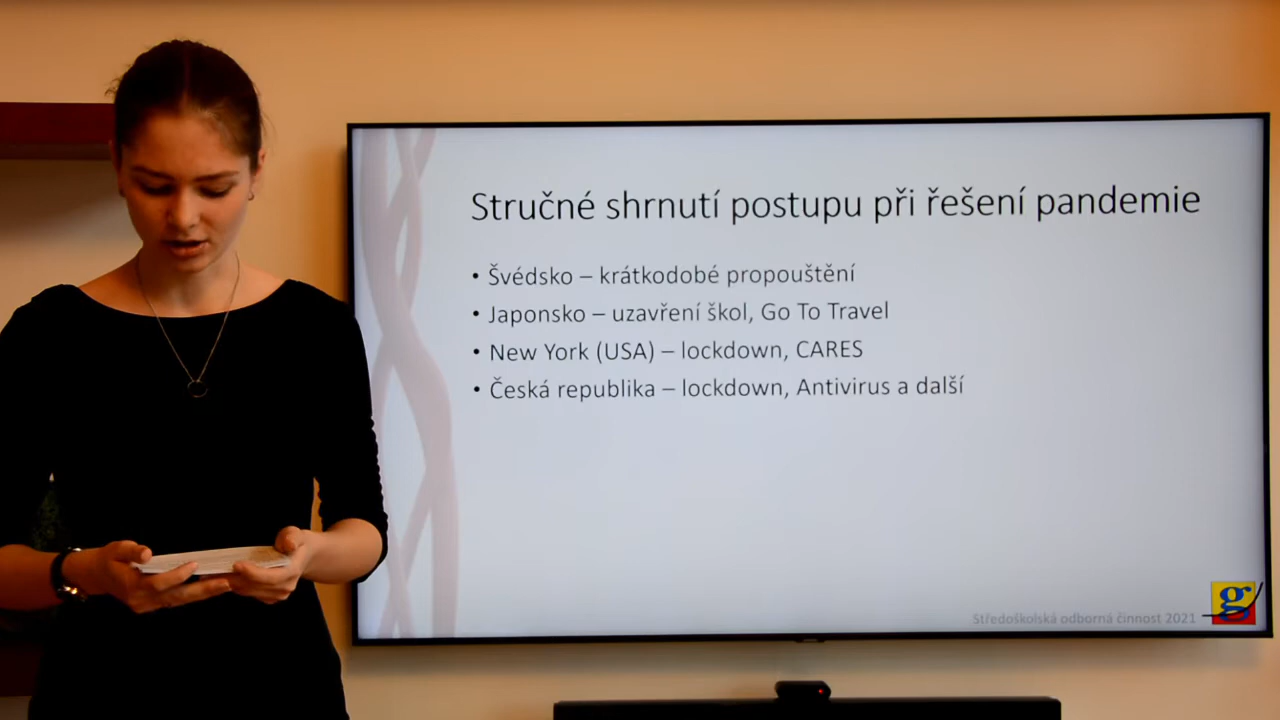 Stručné shrnutí postupu při řešení pandemie
• Švédsko – krátkodobé propouštění
• Japonsko – uzavření škol, Go To Travel
• New York (USA) – lockdown, CARES
• Česká republika – lockdown, Antivirus a další
Středoškolská odborná činnost 2021
g